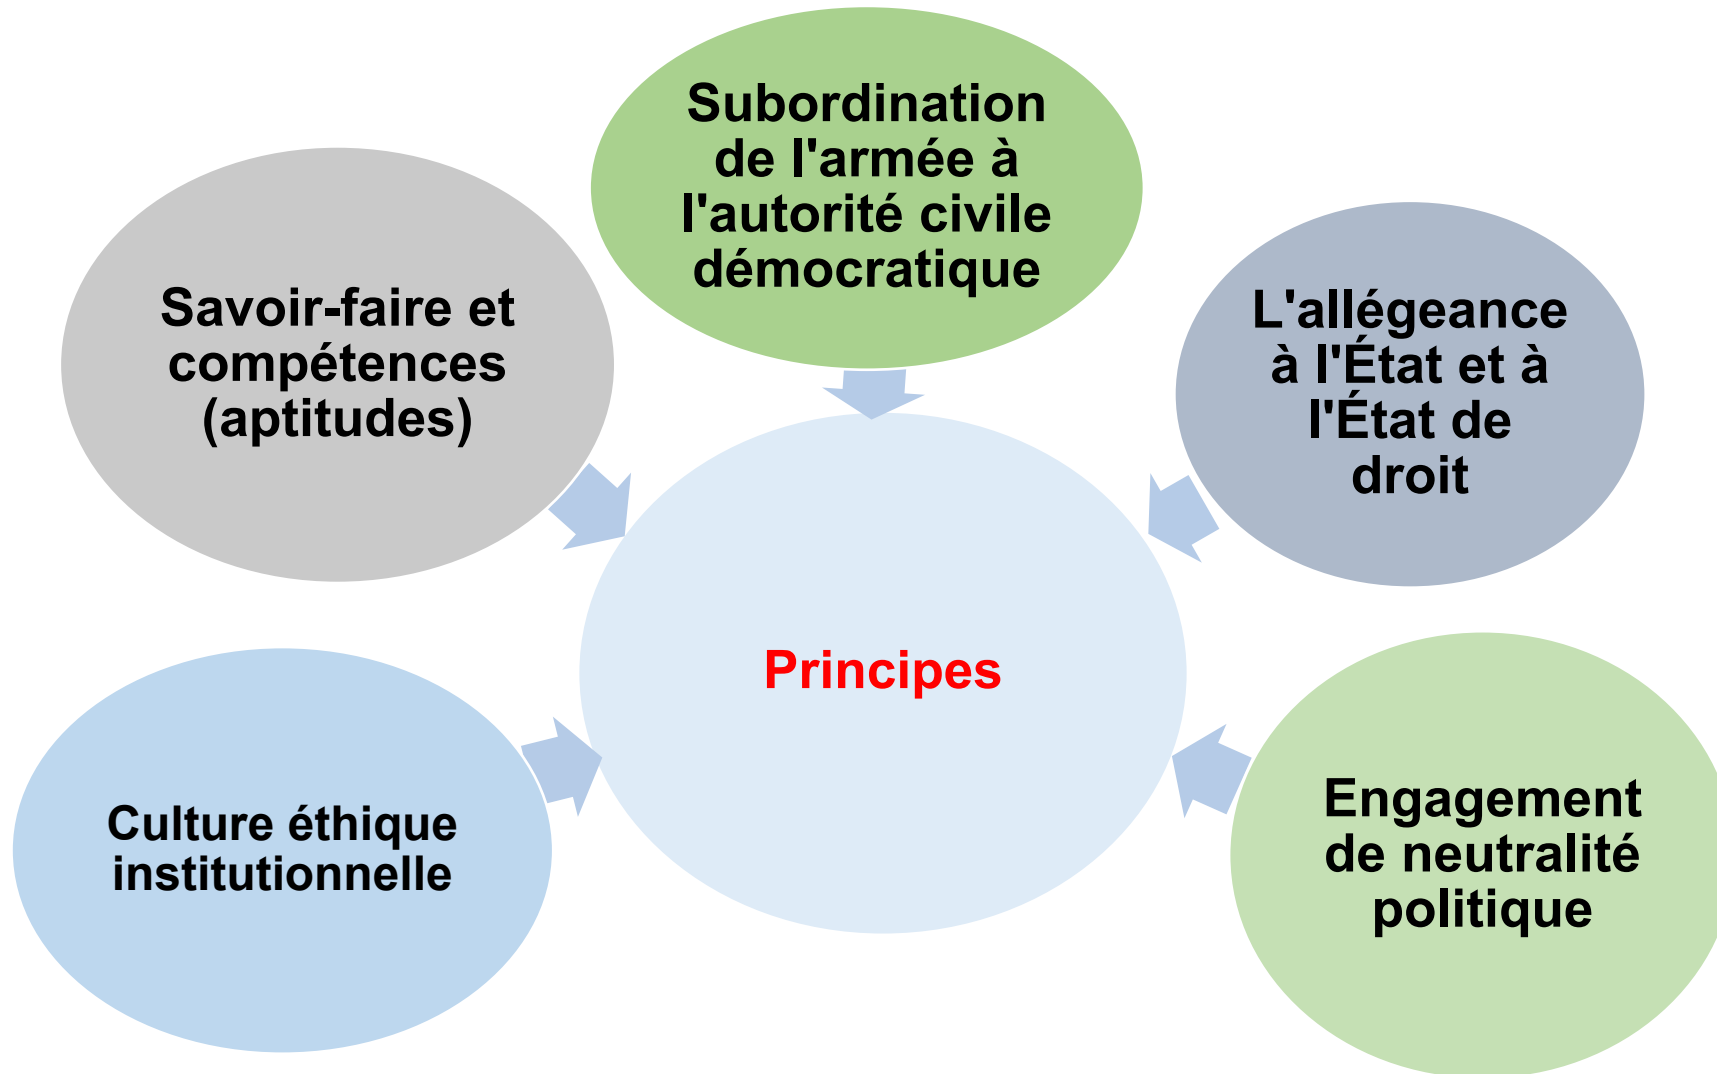 Subordination
de l'armée à
l'autorité civile
démocratique
Savoir-faire et
compétences
(aptitudes)
L'allégeance
à l'État et à
l'État de
droit
Principes
Culture éthique
institutionnelle
Engagement
de neutralité
politique